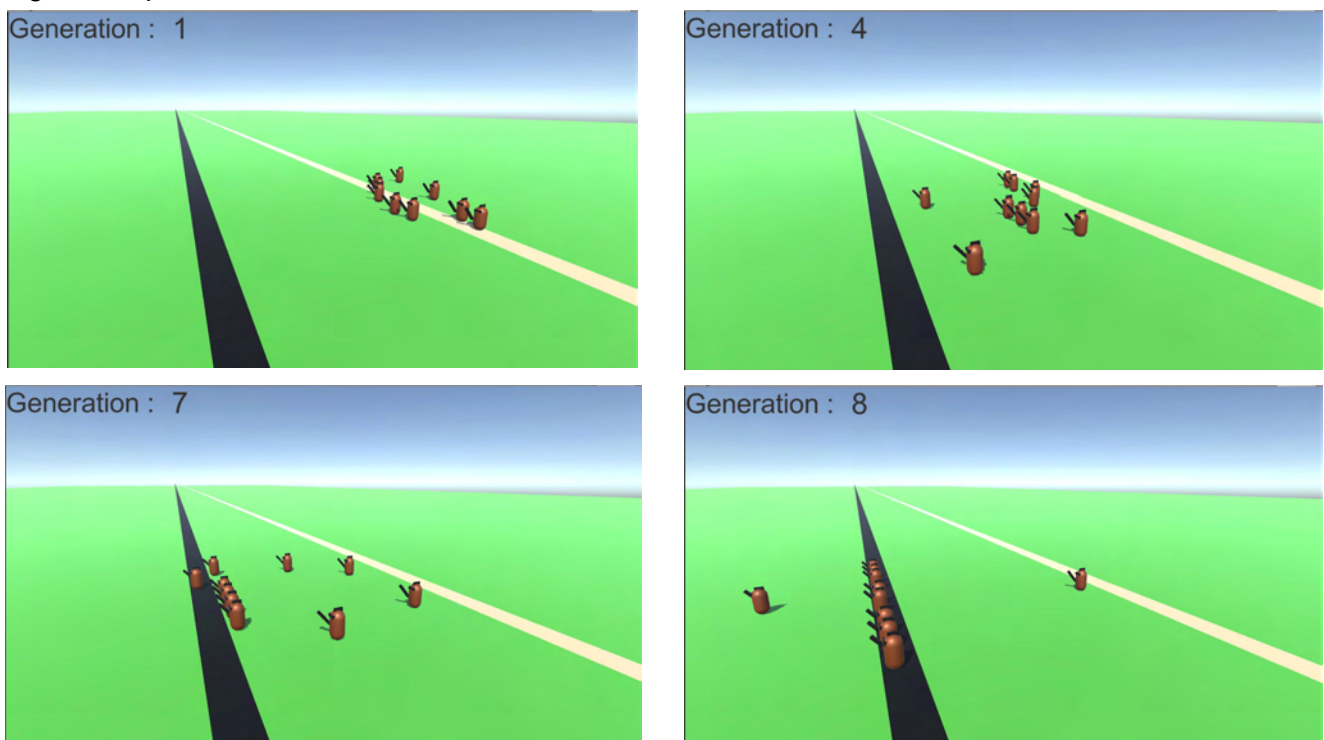 Generation : 1
Generation : 4
Generation : 7
Generation : 8